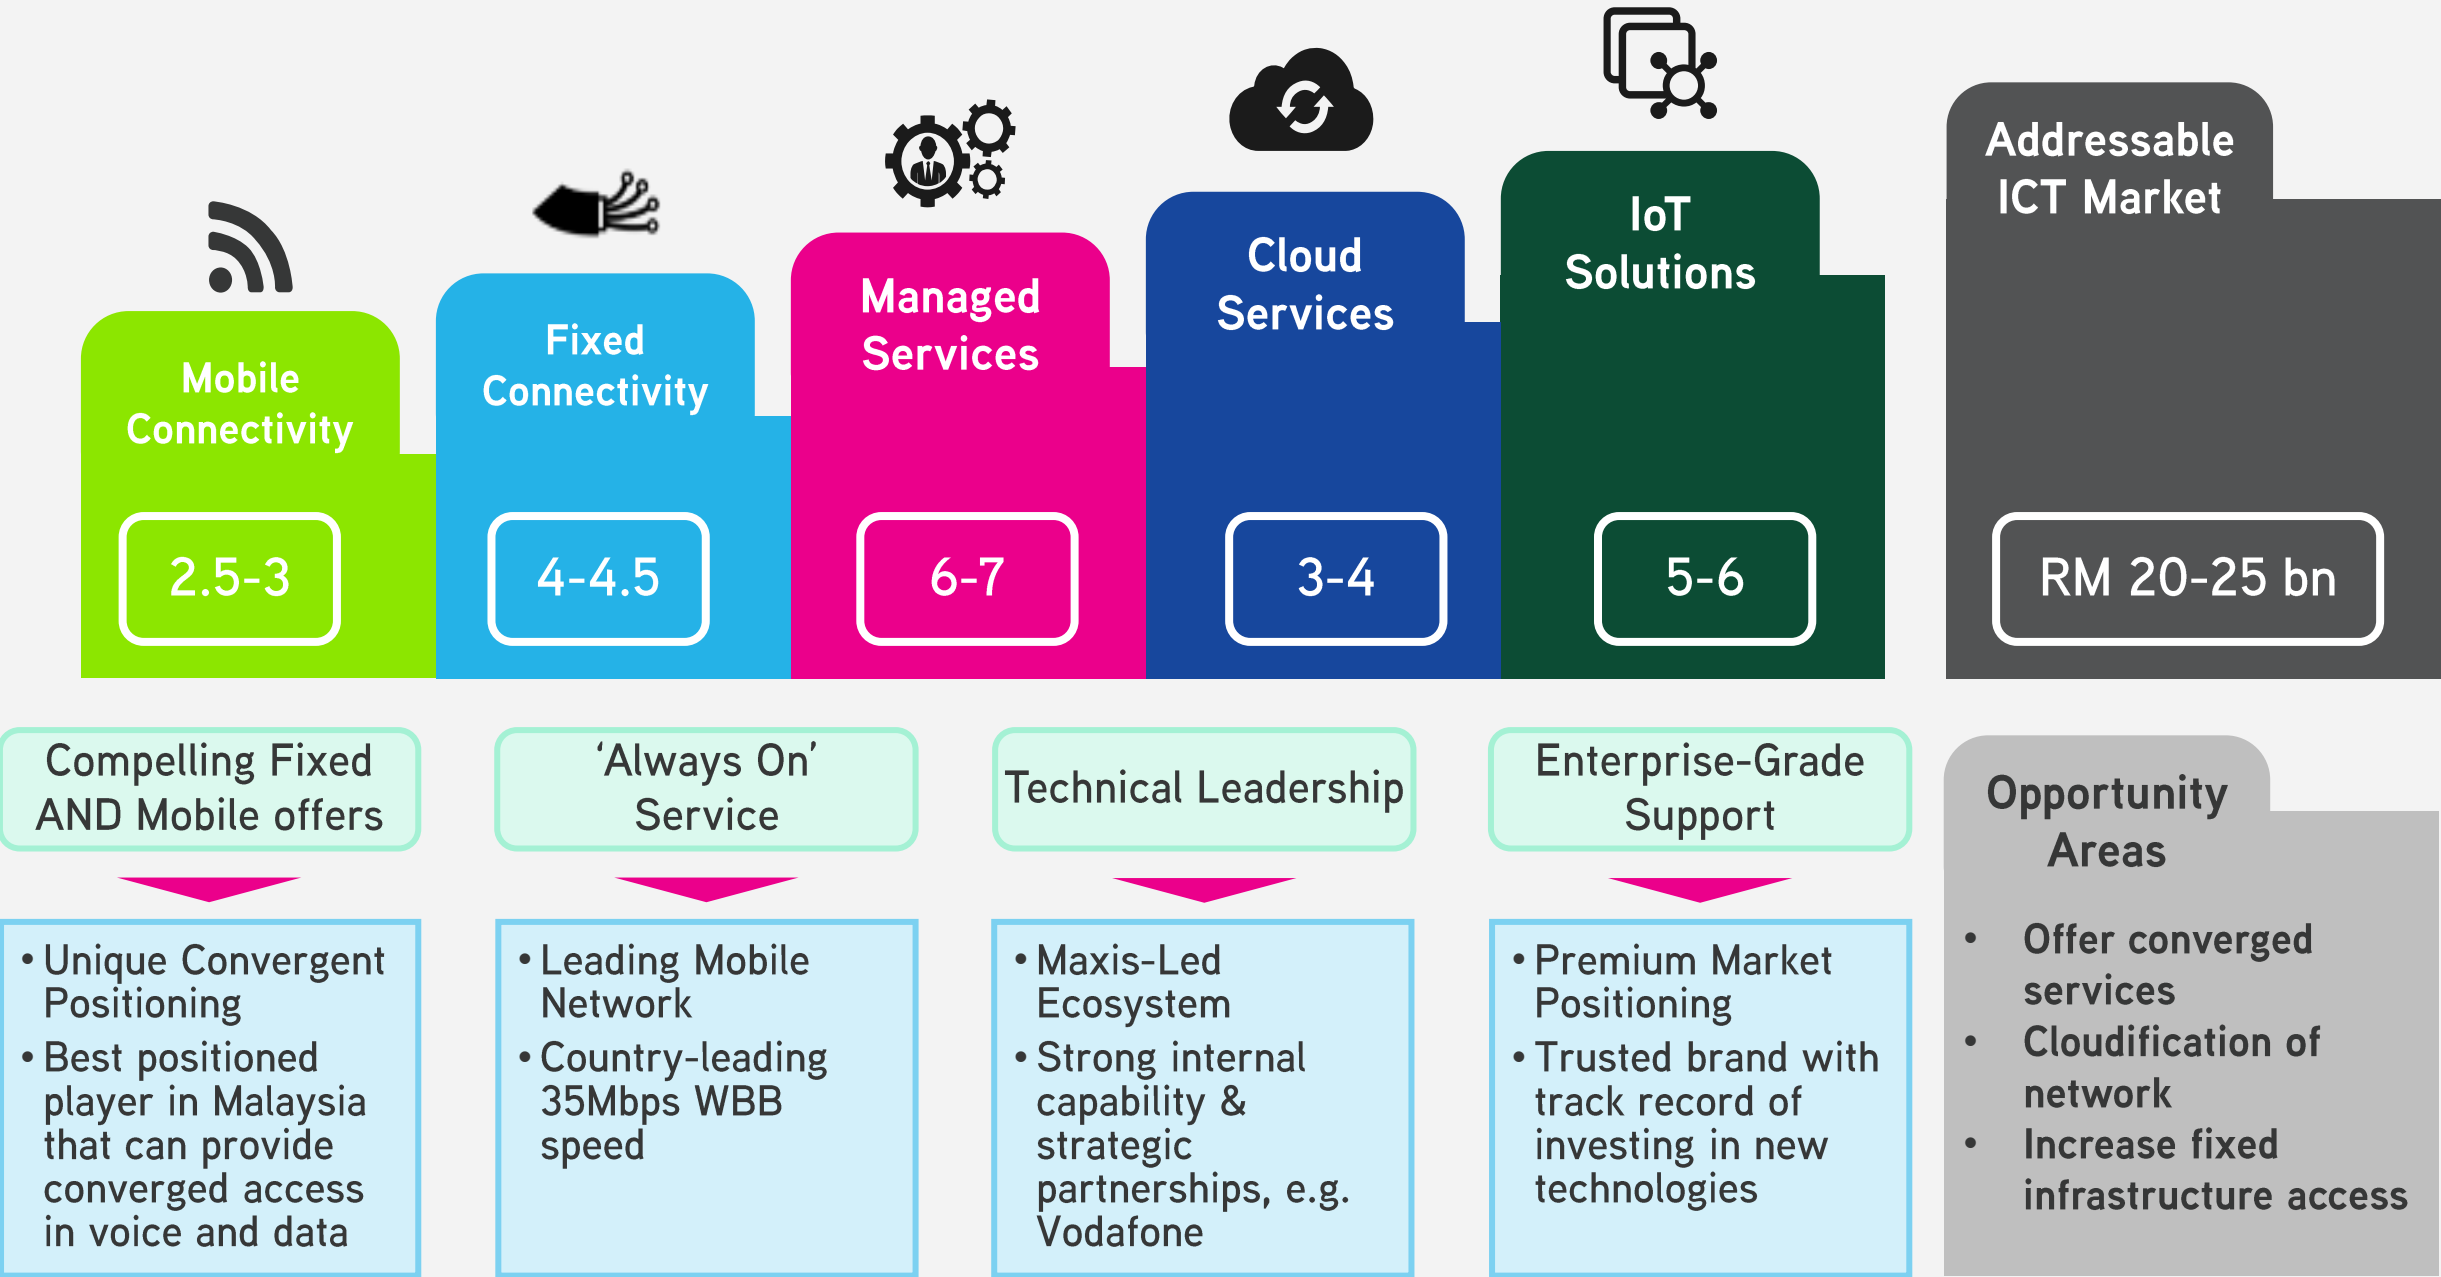 Mobile
Connectivity
2.5-3
Fixed
Connectivity
4-4.5
Managed
Services
6-7
Cloud
Services
3-4
IoT
Solutions
5-6
Addressable
ICT Market
RM 20-25 bn
Compelling Fixed
AND Mobile offers
• Unique Convergent
Positioning
• Best positioned
player in Malaysia
that can provide
converged access
in voice and data
‘Always On’
Service
• Leading Mobile
Network
• Country-leading
35Mbps WBB
speed
Technical Leadership
• Maxis-Led
Ecosystem
• Strong internal
capability &
strategic
partnerships, e.g.
Vodafone
Enterprise-Grade
Support
• Premium Market
Positioning
• Trusted brand with
track record of
investing in new
technologies
Opportunity
Areas
• Offer converged
services
• Cloudification of
network
• Increase fixed
infrastructure access